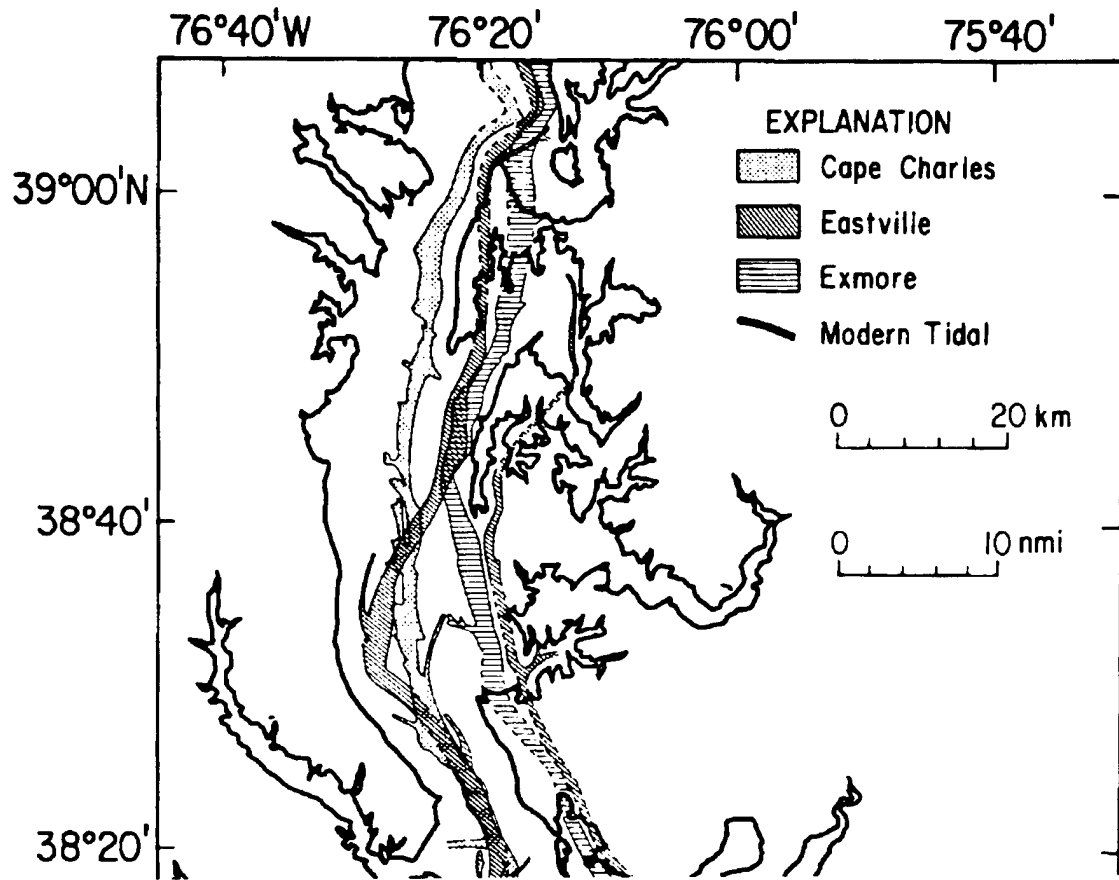 76°40'W 76°20' 76°00' 75°40'
EXPLANATION
Cape Charles
39°00'N
Eastville
Exmore
Modern Tidal
0 20 km
38°40'
0 10 nmi
38°20'